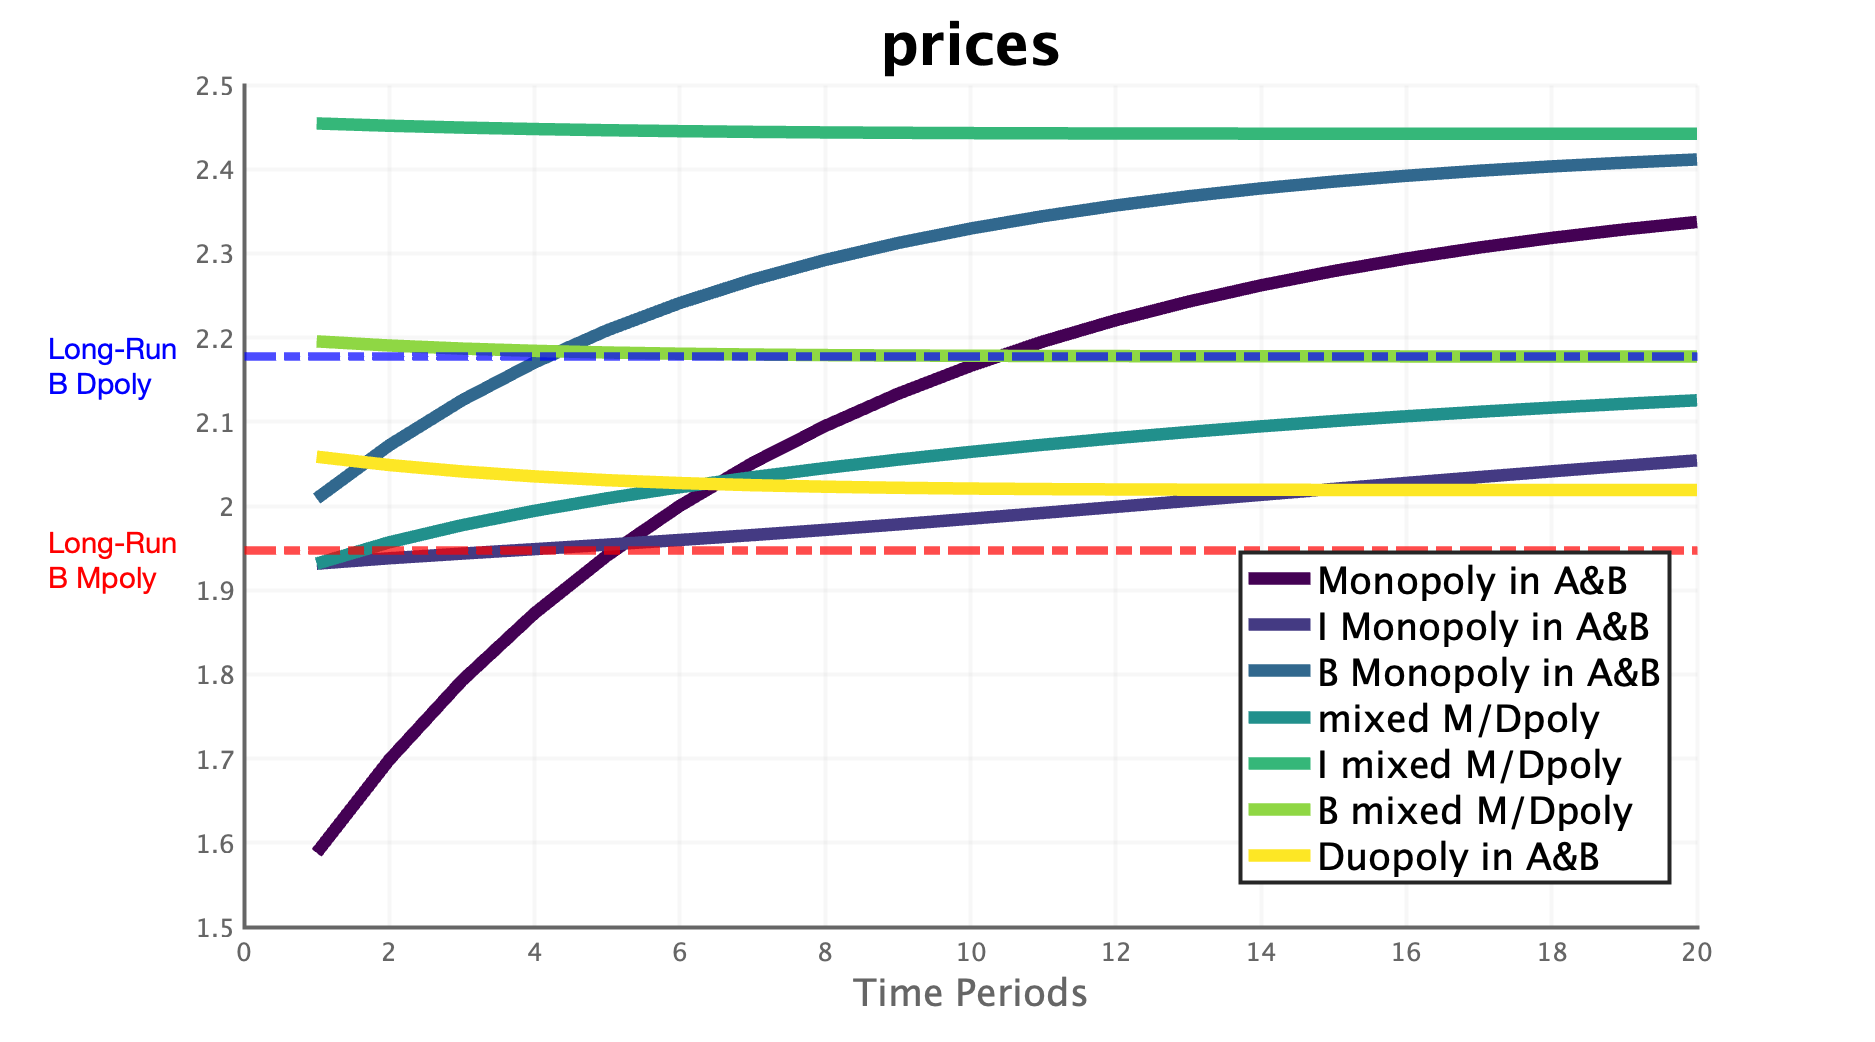 prices
2.5
2.4
2.3
2.2
2.1
2
1.9
1.8
1.7
1.6
1.5
Long-Run
B Dpoly
Long-Run
B Mpoly
Monopoly in A&B
I Monopoly in A&B
B Monopoly in A&B
mixed M/Dpoly
I mixed M/Dpoly
B mixed M/Dpoly
Duopoly in A&B
0 2 4 6 8 10 12 14 16 18 20
Time Periods